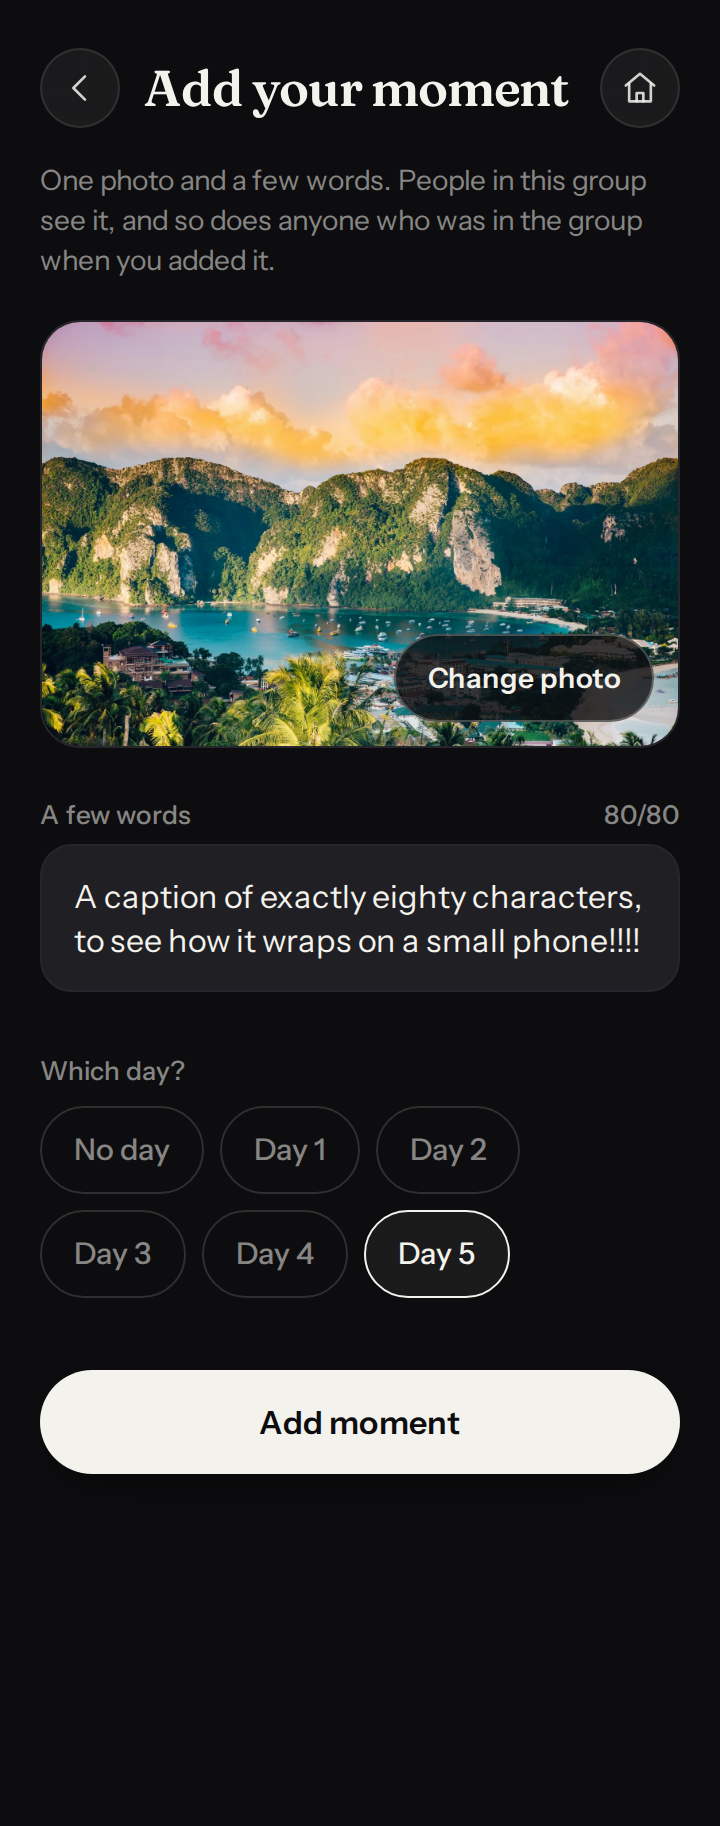 Add your moment
One photo and a few words. People in this group
see it, and so does anyone who was in the group
when you added it.
Change photo
A few words
80/80
A caption of exactly eighty characters,
to see how it wraps on a small phone!!!!
Which day?
No day
Day 1
Day 2
Day 3
Day 4
Day 5
Add moment